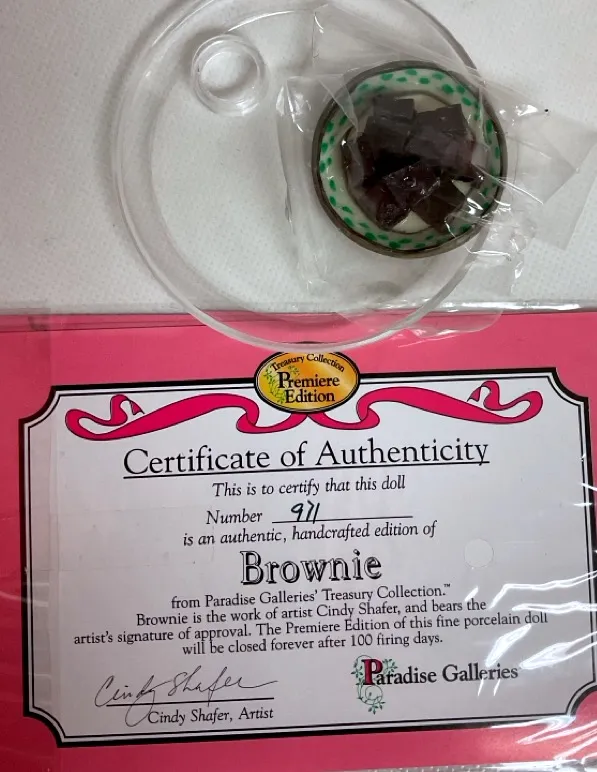 Treasury Collection
Premiere
Edition
Certificate of Authenticity
This is to certify that this doll
Number 971
is an authentic, handcrafted edition of
Brownie
from Paradise Galleries' Treasury Collection.™
Brownie is the work of artist Cindy Shafer, and bears the
artist's signature of approval. The Premiere Edition of this fine porcelain doll
will be closed forever after 100 firing days.
Cindy Shafer
Cindy Shafer, Artist
Paradise Galleries